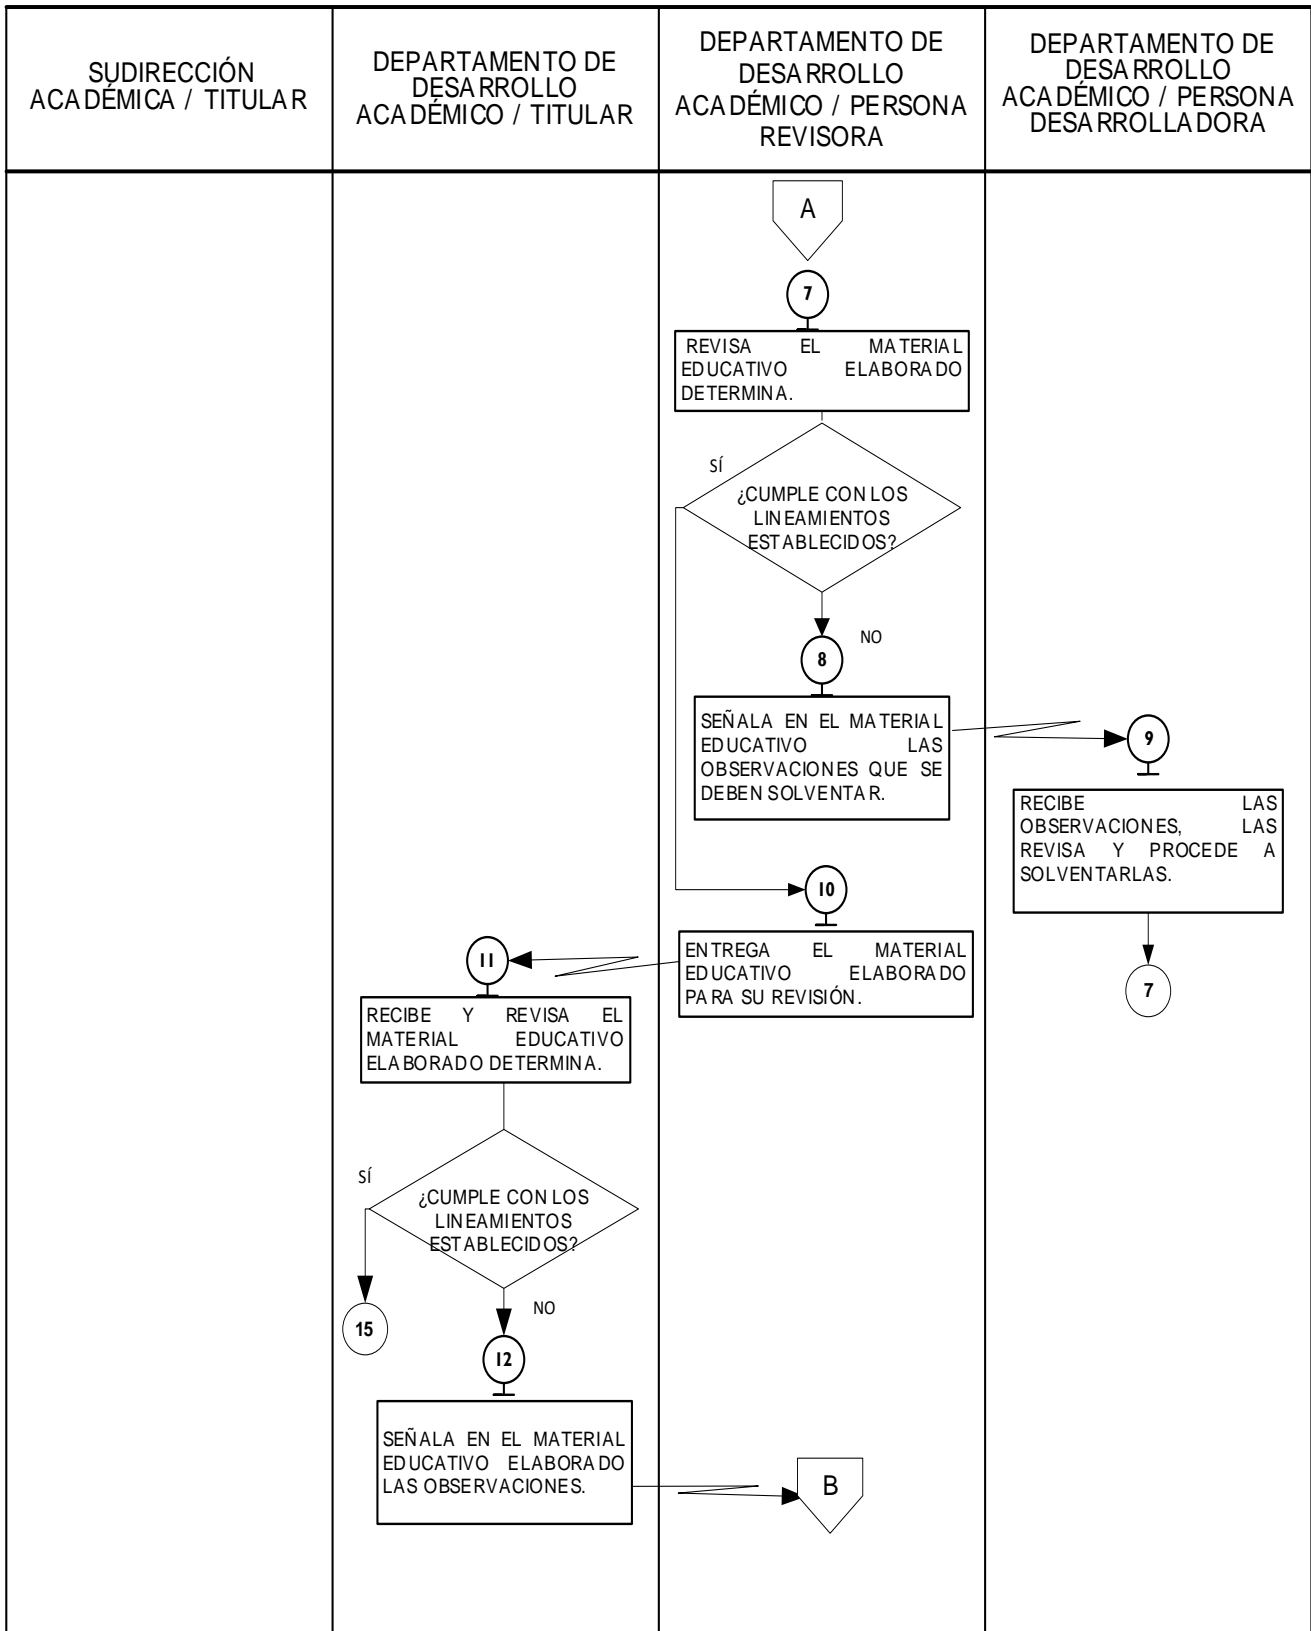 SUDIRECCIÓN
ACADÉMICA / TITULAR
DEPARTAMENTO DE
DESARROLLO
ACADÉMICO / TITULAR
DEPARTAMENTO DE
DESARROLLO
ACADÉMICO / PERSONA
REVISORA
DEPARTAMENTO DE
DESARROLLO
ACADÉMICO / PERSONA
DESARROLLADORA
A
7
REVISA EL MATERIAL
EDUCATIVO ELABORADO
DETERMINA.
SÍ
¿CUMPLE CON LOS
LINEAMIENTOS
ESTABLECIDOS?
NO
8
SEÑALA EN EL MATERIAL
EDUCATIVO LAS
OBSERVACIONES QUE SE
DEBEN SOLVENTAR.
9
RECIBE LAS
OBSERVACIONES, LAS
REVISA Y PROCEDE A
SOLVENTARLAS.
7
10
ENTREGA EL MATERIAL
EDUCATIVO ELABORADO
PARA SU REVISIÓN.
11
RECIBE Y REVISA EL
MATERIAL EDUCATIVO
ELABORADO DETERMINA.
SÍ
¿CUMPLE CON LOS
LINEAMIENTOS
ESTABLECIDOS?
15
NO
12
SEÑALA EN EL MATERIAL
EDUCATIVO ELABORADO
LAS OBSERVACIONES.
B